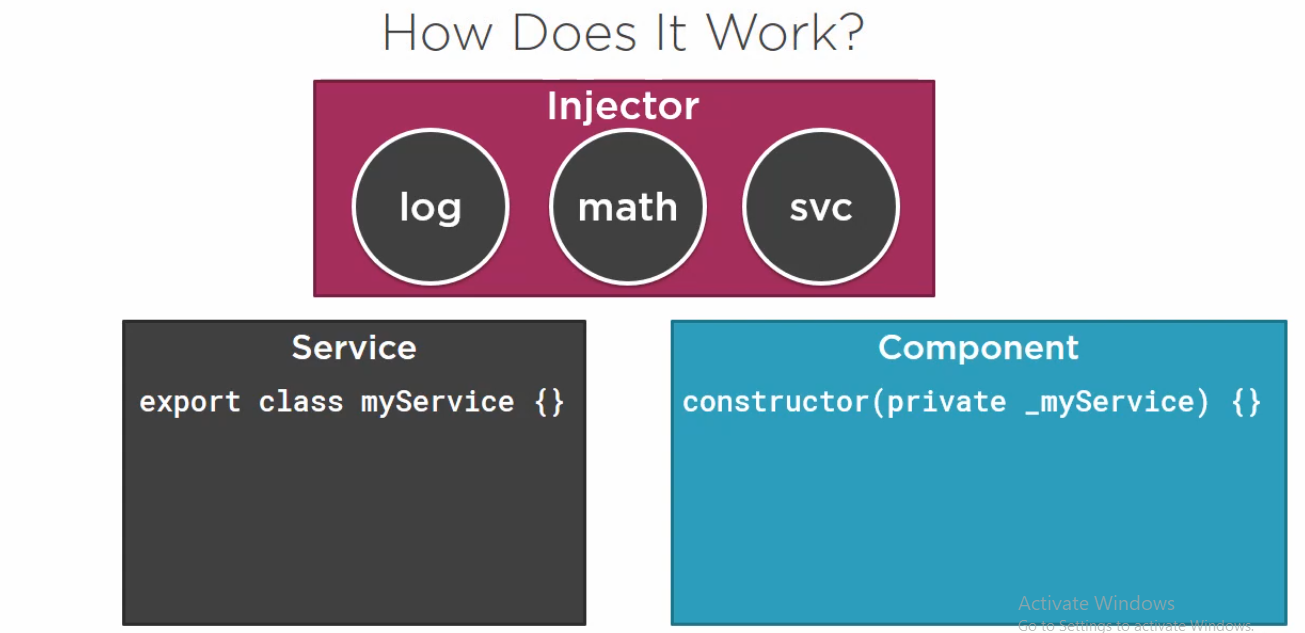 How Does It Work?
Injector
log
math
svc
Service
export class myService {}
Component
constructor(private _myService) {}
Activate Windows
Go to Settings to activate Windows.